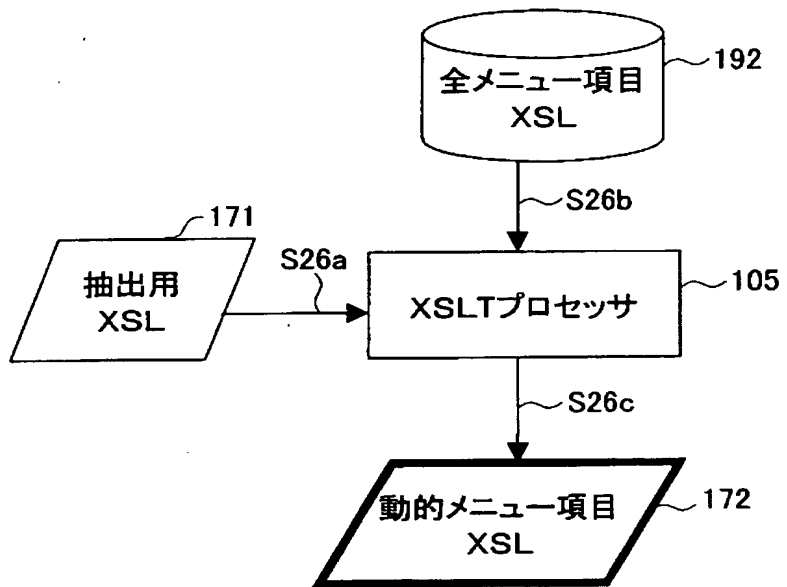 全メニュー項目
XSL
192
S26b
171
抽出用
XSL
S26a
XSLTプロセッサ
105
S26c
動的メニュー項目
XSL
172